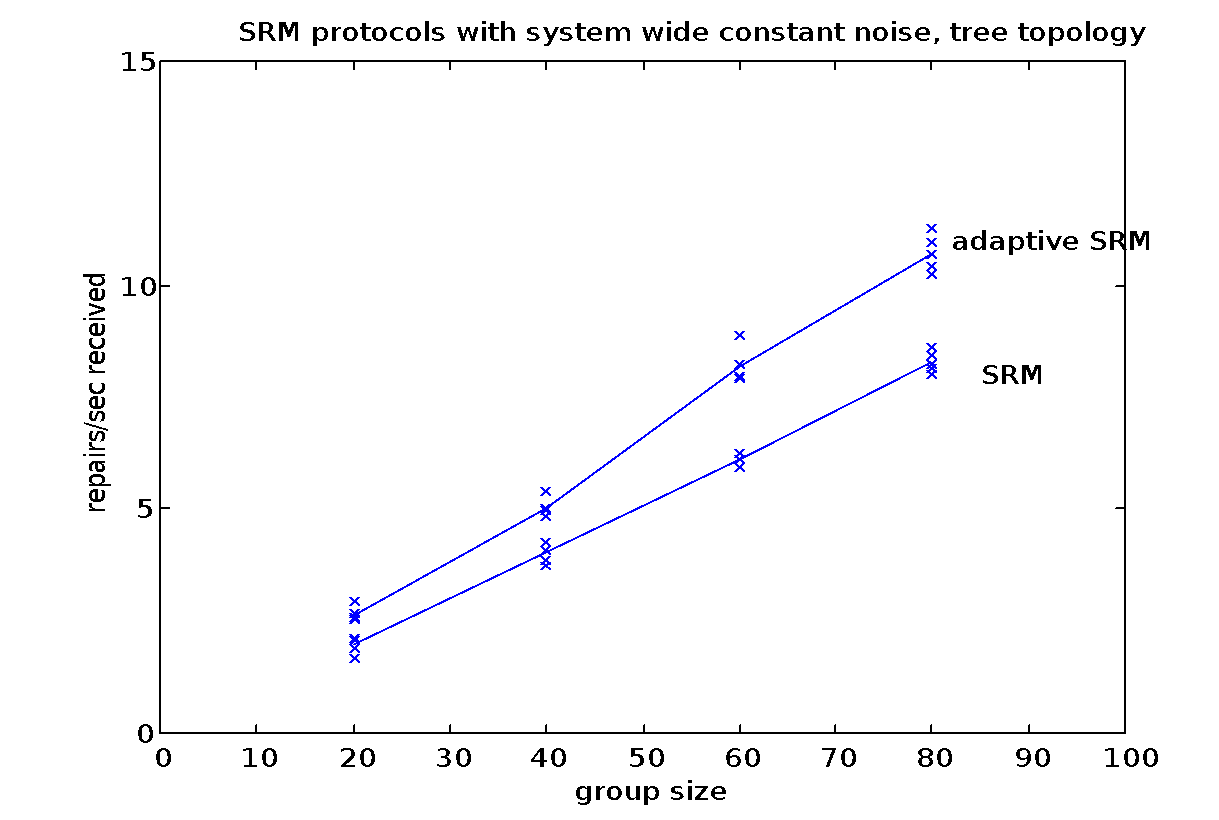 SRM protocols with system wide constant noise, tree topology
15
10
5
0
repairs/sec received
adaptive SRM
SRM
0 10 20 30 40 50 60 70 80 90 100
group size